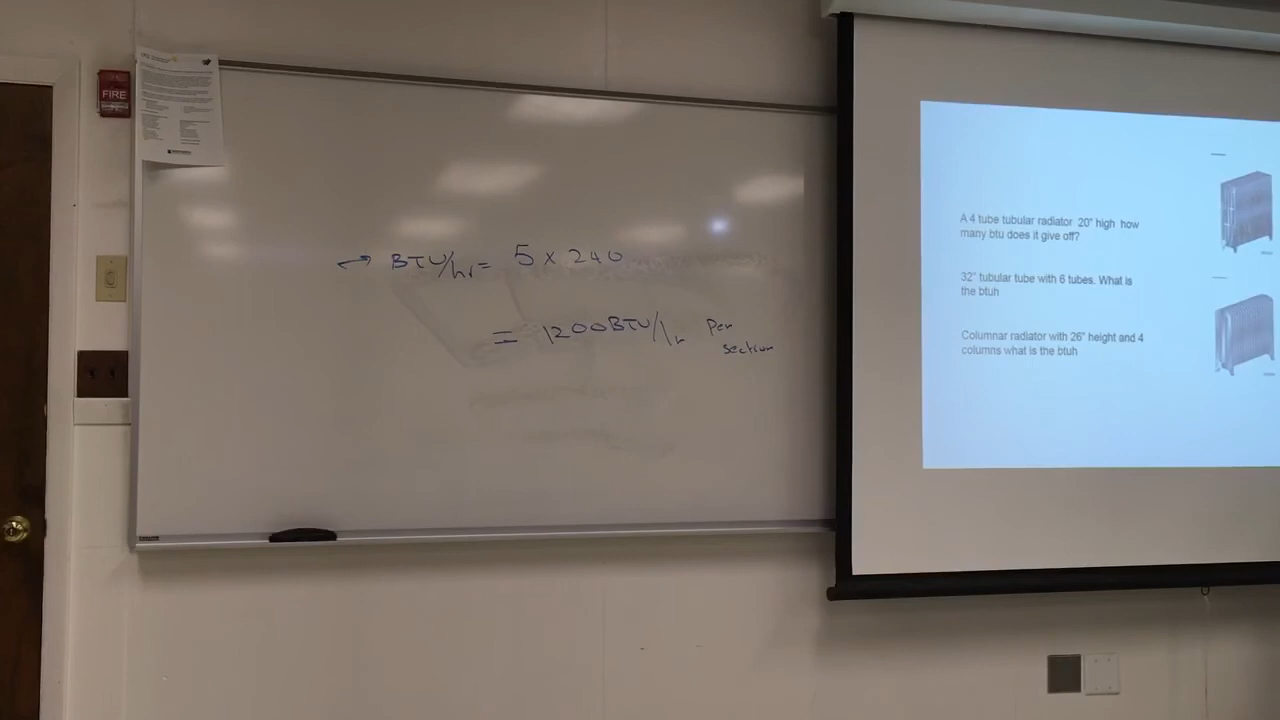 FIRE
↔ BTU/hr = 5 x 240
= 1200BTU/hr Per
section
A 4 tube tubular radiator 20" high how
many btu does it give off?
32" tubular tube with 6 tubes. What is
the btuh
Columnar radiator with 26" height and 4
columns what is the btuh